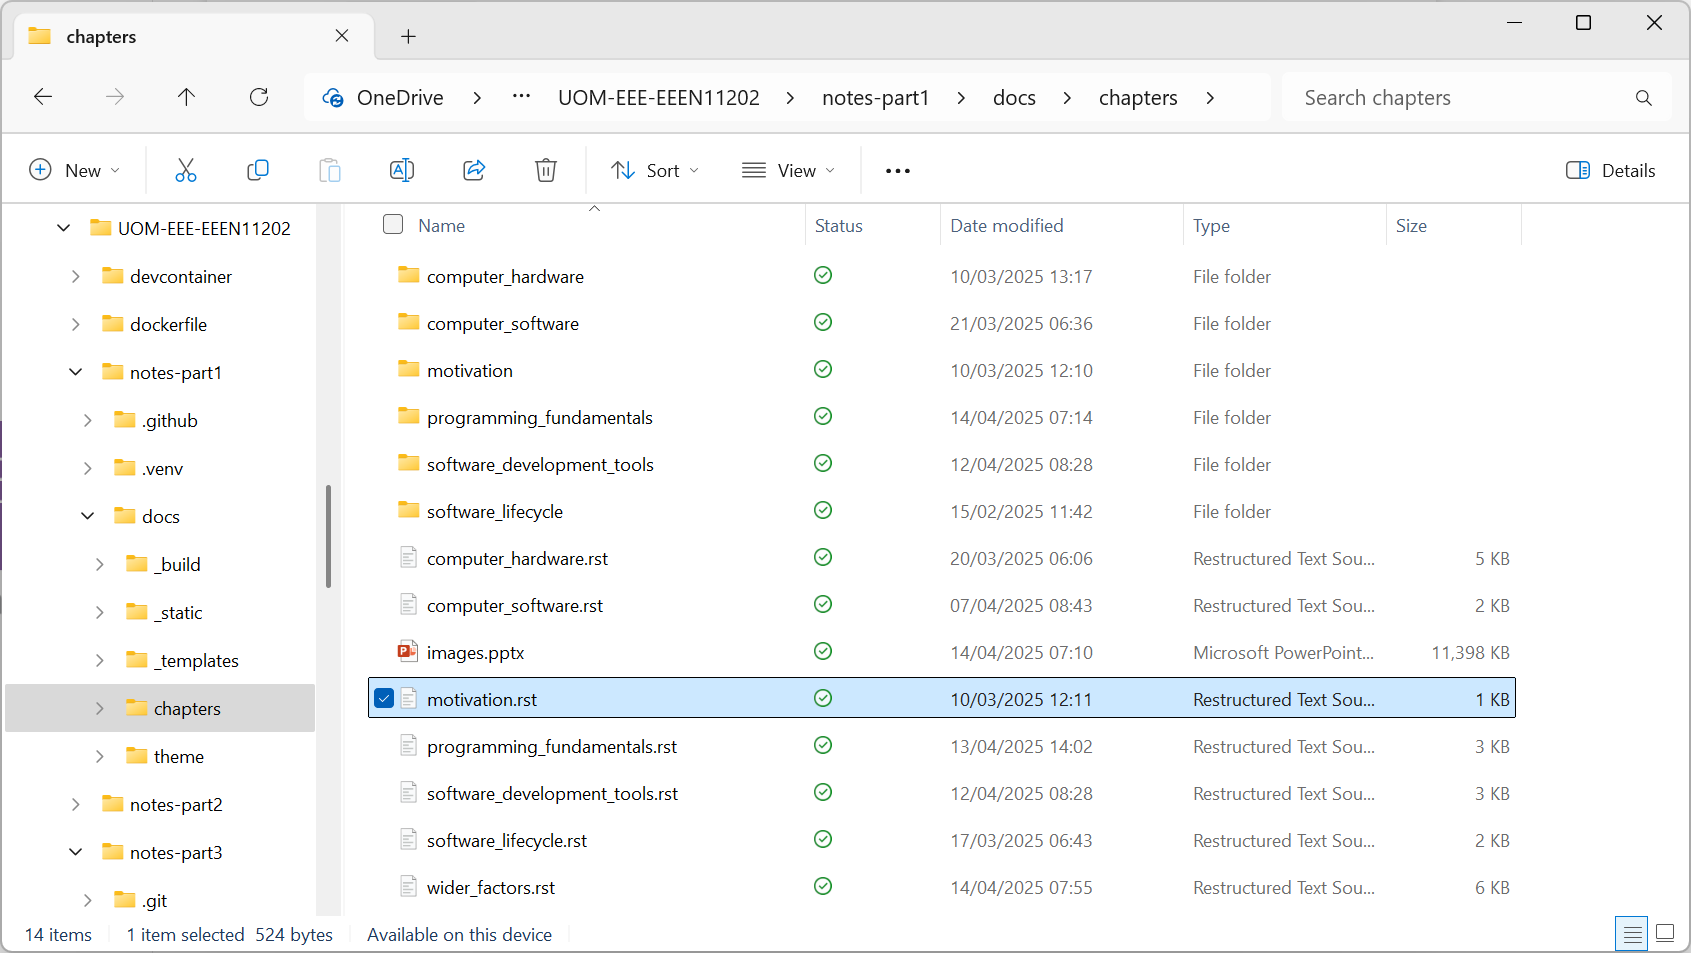 chapters
OneDrive > ... UOM-EEE-EEEN11202 > notes-part1 > docs > chapters >
Search chapters
New
Sort
View
Details
UOM-EEE-EEEN11202
devcontainer
dockerfile
notes-part1
.github
.venv
docs
_build
_static
_templates
chapters
theme
notes-part2
notes-part3
.git
Name Status Date modified Type Size
computer_hardware 10/03/2025 13:17 File folder
computer_software 21/03/2025 06:36 File folder
motivation 10/03/2025 12:10 File folder
programming_fundamentals 14/04/2025 07:14 File folder
software_development_tools 12/04/2025 08:28 File folder
software_lifecycle 15/02/2025 11:42 File folder
computer_hardware.rst 20/03/2025 06:06 Restructured Text Sou... 5 KB
computer_software.rst 07/04/2025 08:43 Restructured Text Sou... 2 KB
images.pptx 14/04/2025 07:10 Microsoft PowerPoint... 11,398 KB
motivation.rst 10/03/2025 12:11 Restructured Text Sou... 1 KB
programming_fundamentals.rst 13/04/2025 14:02 Restructured Text Sou... 3 KB
software_development_tools.rst 12/04/2025 08:28 Restructured Text Sou... 3 KB
software_lifecycle.rst 17/03/2025 06:43 Restructured Text Sou... 2 KB
wider_factors.rst 14/04/2025 07:55 Restructured Text Sou... 6 KB
14 items 1 item selected 524 bytes Available on this device